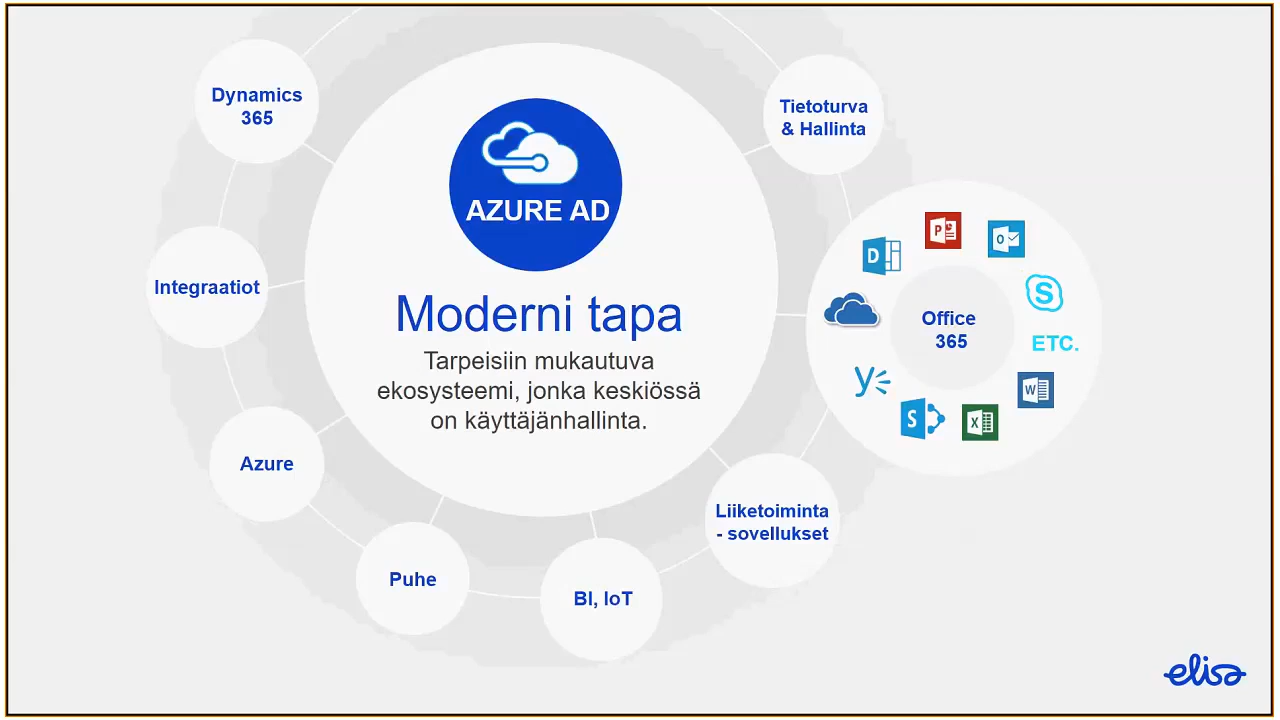 Dynamics
365
Tietoturva
& Hallinta
AZURE AD
Integraatiot
Moderni tapa
Tarpeisiin mukautuva
ekosysteemi, jonka keskiössä
on käyttäjänhallinta.
Office
365
ETC.
Azure
Liiketoiminta
- sovellukset
Puhe
BI, IoT
elisa